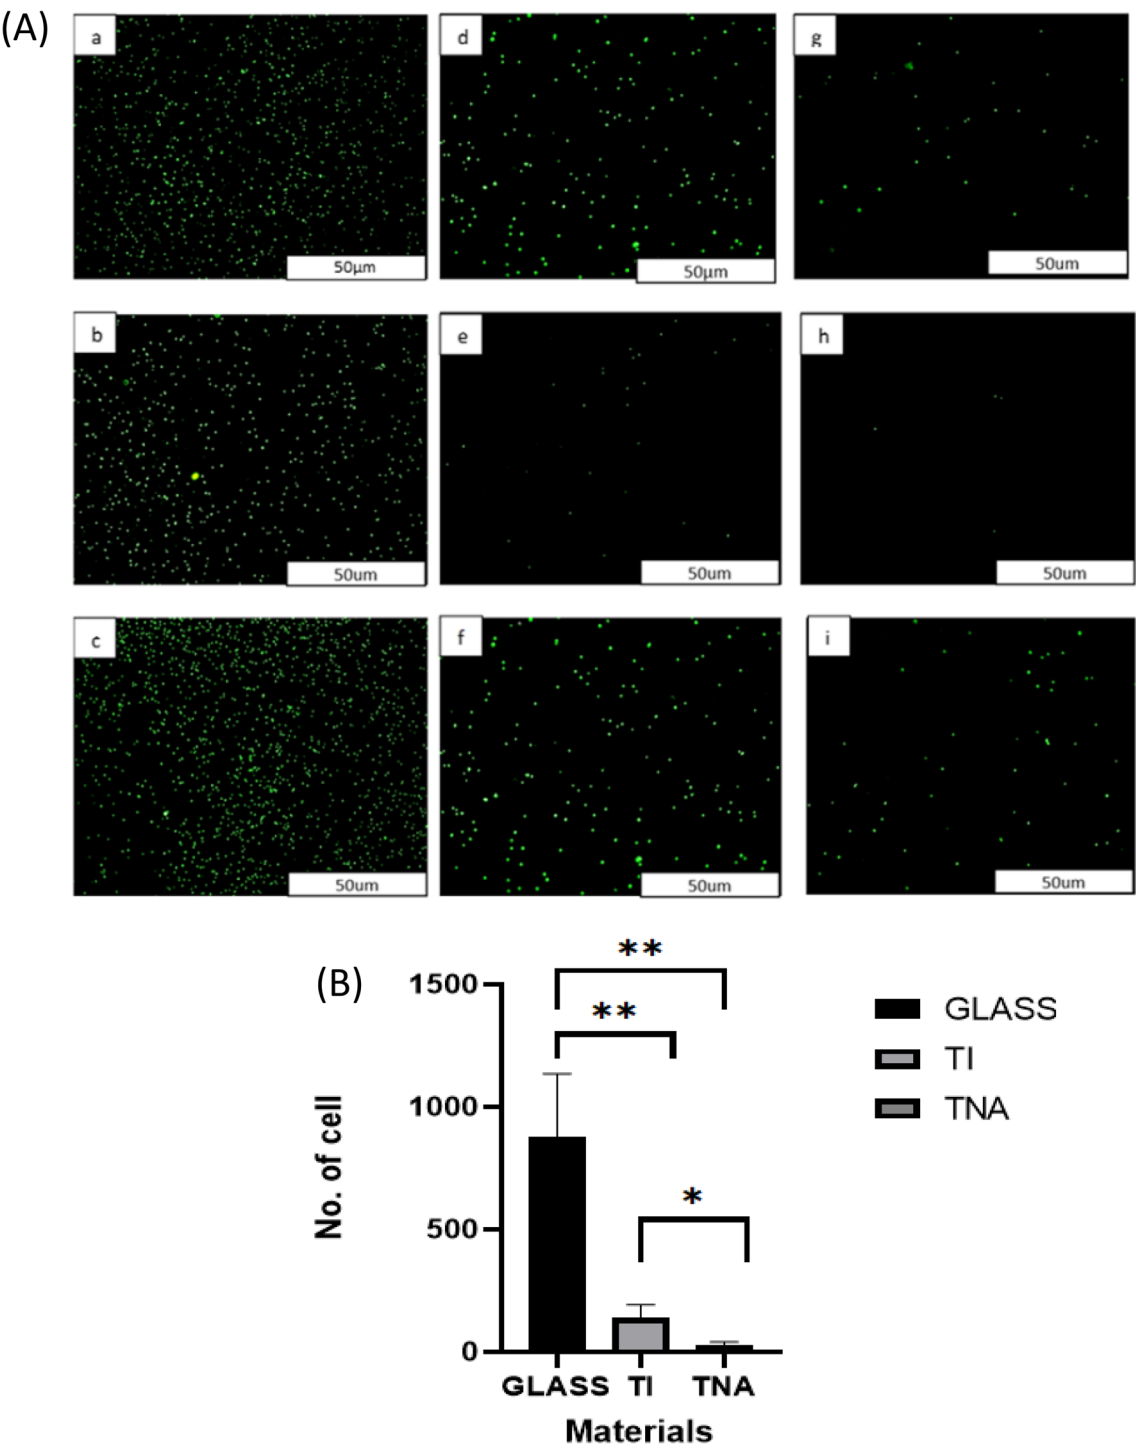 (A)
a
d
g
50μm
50μm
50um
b
e
h
50um
50um
50um
c
f
i
50um
50um
50um
(B)
**
**
*
1500
1000
500
0
No. of cell
GLASS TI TNA
Materials
GLASS
TI
TNA